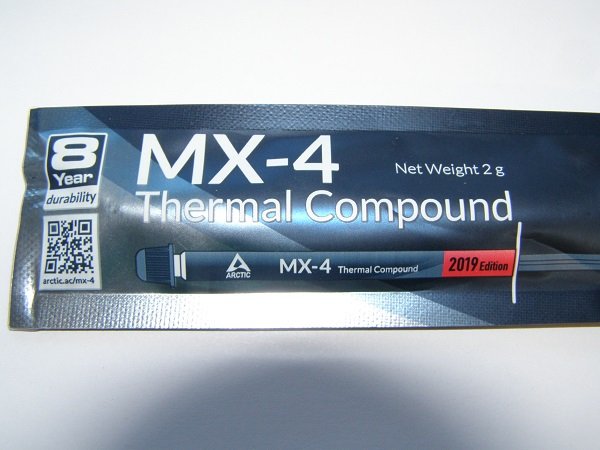 8
Year
durability
arctic.ac/mx-4
MX-4
Net Weight 2 g
Thermal Compound
ARCTIC
MX-4 Thermal Compound
2019 Edition